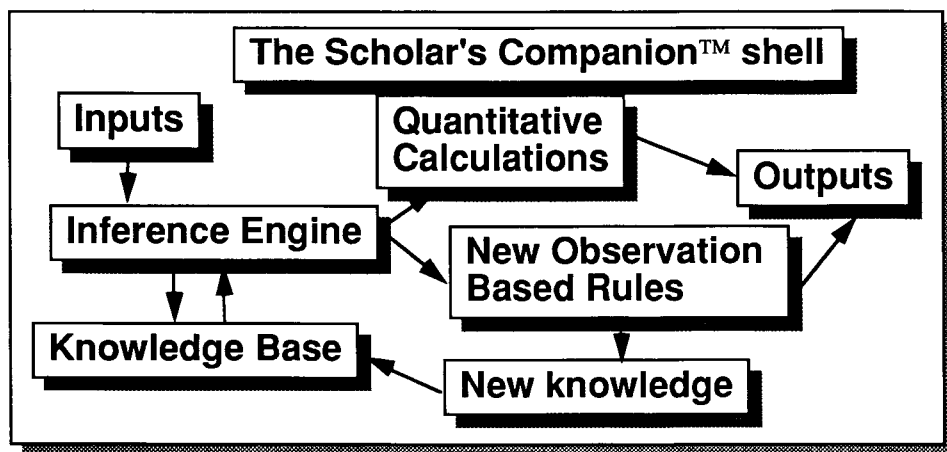 The Scholar's Companion™ shell
Inputs
Quantitative
Calculations
Outputs
Inference Engine
New Observation
Based Rules
Knowledge Base
New knowledge